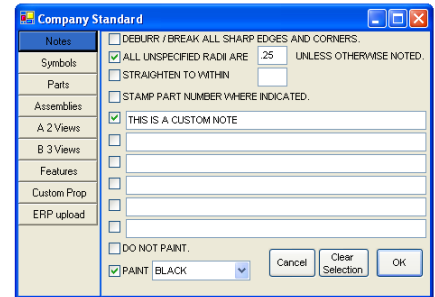 Company Standard
Notes
Symbols
Parts
Assemblies
A 2 Views
B 3 Views
Features
Custom Prop
ERP upload
DEBURR / BREAK ALL SHARP EDGES AND CORNERS.
ALL UNSPECIFIED RADII ARE .25 UNLESS OTHERWISE NOTED.
STRAIGHTEN TO WITHIN
STAMP PART NUMBER WHERE INDICATED.
THIS IS A CUSTOM NOTE
DO NOT PAINT.
PAINT BLACK
Cancel
Clear Selection
OK